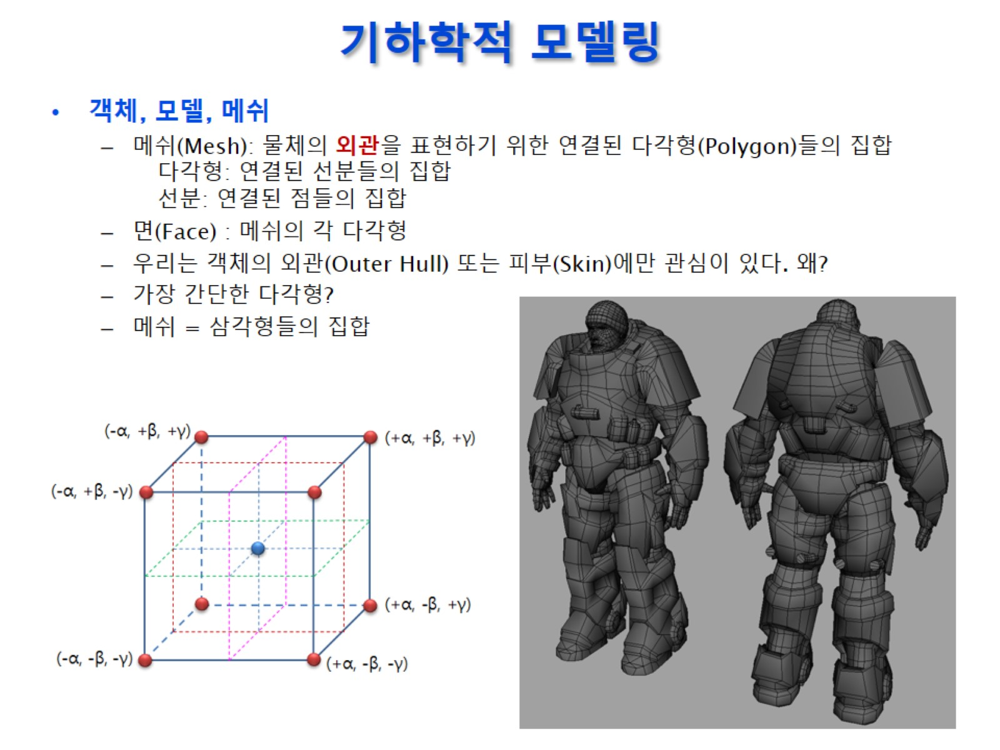 기하학적 모델링
• 객체, 모델, 메쉬
– 메쉬(Mesh): 물체의 외관을 표현하기 위한 연결된 다각형(Polygon)들의 집합
다각형: 연결된 선분들의 집합
선분: 연결된 점들의 집합
– 면(Face) : 메쉬의 각 다각형
– 우리는 객체의 외관(Outer Hull) 또는 피부(Skin)에만 관심이 있다. 왜?
– 가장 간단한 다각형?
– 메쉬 = 삼각형들의 집합
(-α, +β, +γ)
(+α, +β, +γ)
(-α, +β, -γ)
(+α, -β, +γ)
(-α, -β, -γ)
(+α, -β, -γ)